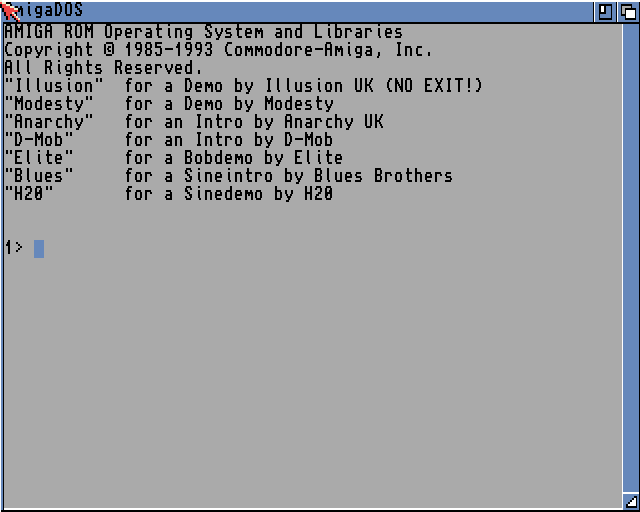 AmigaDOS
AMIGA ROM Operating System and Libraries
Copyright © 1985-1993 Commodore-Amiga, Inc.
All Rights Reserved.
"Illusion" for a Demo by Illusion UK (NO EXIT!)
"Modesty" for a Demo by Modesty
"Anarchy" for an Intro by Anarchy UK
"D-Mob" for an Intro by D-Mob
"Elite" for a Bobdemo by Elite
"Blues" for a Sineintro by Blues Brothers
"H20" for a Sinedemo by H20
1>